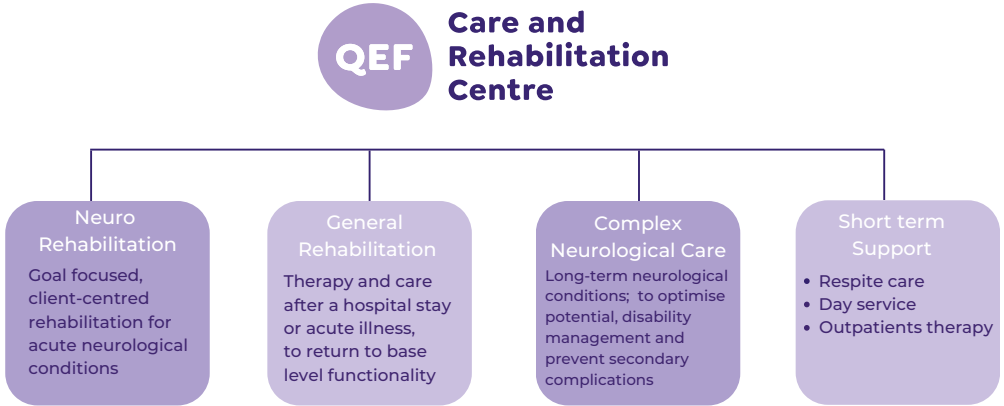 QEF
Care and
Rehabilitation
Centre
Neuro
Rehabilitation
Goal focused,
client-centred
rehabilitation for
acute neurological
conditions
General
Rehabilitation
Therapy and care
after a hospital stay
or acute illness,
to return to base
level functionality
Complex
Neurological Care
Long-term neurological
conditions; to optimise
potential, disability
management and
prevent secondary
complications
Short term
Support
• Respite care
• Day service
• Outpatients therapy